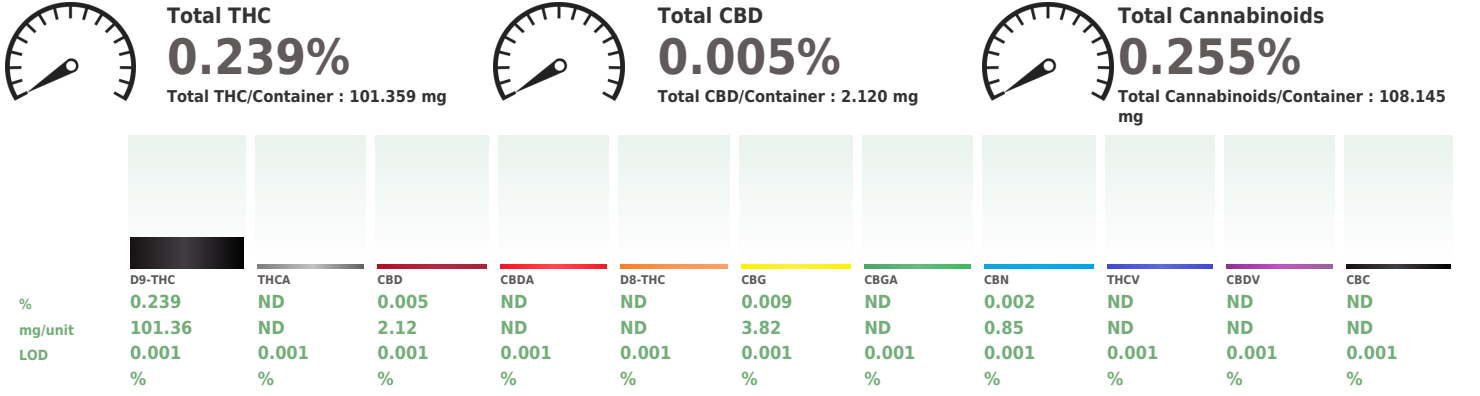 Total THC
0.239%
Total THC/Container : 101.359 mg
Total CBD
0.005%
Total CBD/Container : 2.120 mg
Total Cannabinoids
0.255%
Total Cannabinoids/Container : 108.145
mg
D9-THC THCA CBD CBDA D8-THC CBG CBGA CBN THCV CBDV CBC
% 0.239 ND 0.005 ND ND 0.009 ND 0.002 ND ND ND
mg/unit 101.36 ND 2.12 ND ND 3.82 ND 0.85 ND ND ND
LOD 0.001 0.001 0.001 0.001 0.001 0.001 0.001 0.001 0.001 0.001 0.001
% % % % % % % % % % %